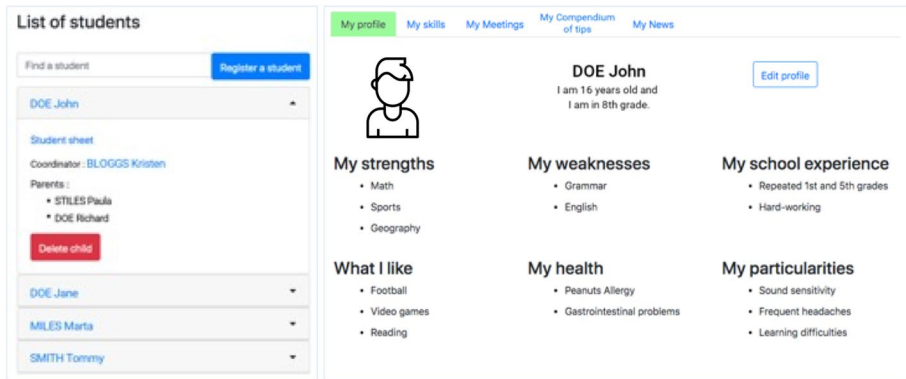 List of students
Find a student
Register a student
DOE John
Student sheet
Coordinator : BLOGGS Kristen
Parents :
• STILES Paula
• DOE Richard
Delete child
DOE Jane
MILES Marta
SMITH Tommy
My profile
My skills
My Meetings
My Compendium
of tips
My News
DOE John
I am 16 years old and
I am in 8th grade.
Edit profile
My strengths
• Math
• Sports
• Geography
My weaknesses
• Grammar
• English
My school experience
• Repeated 1st and 5th grades
• Hard-working
What I like
• Football
• Video games
• Reading
My health
• Peanuts Allergy
• Gastrointestinal problems
My particularities
• Sound sensitivity
• Frequent headaches
• Learning difficulties